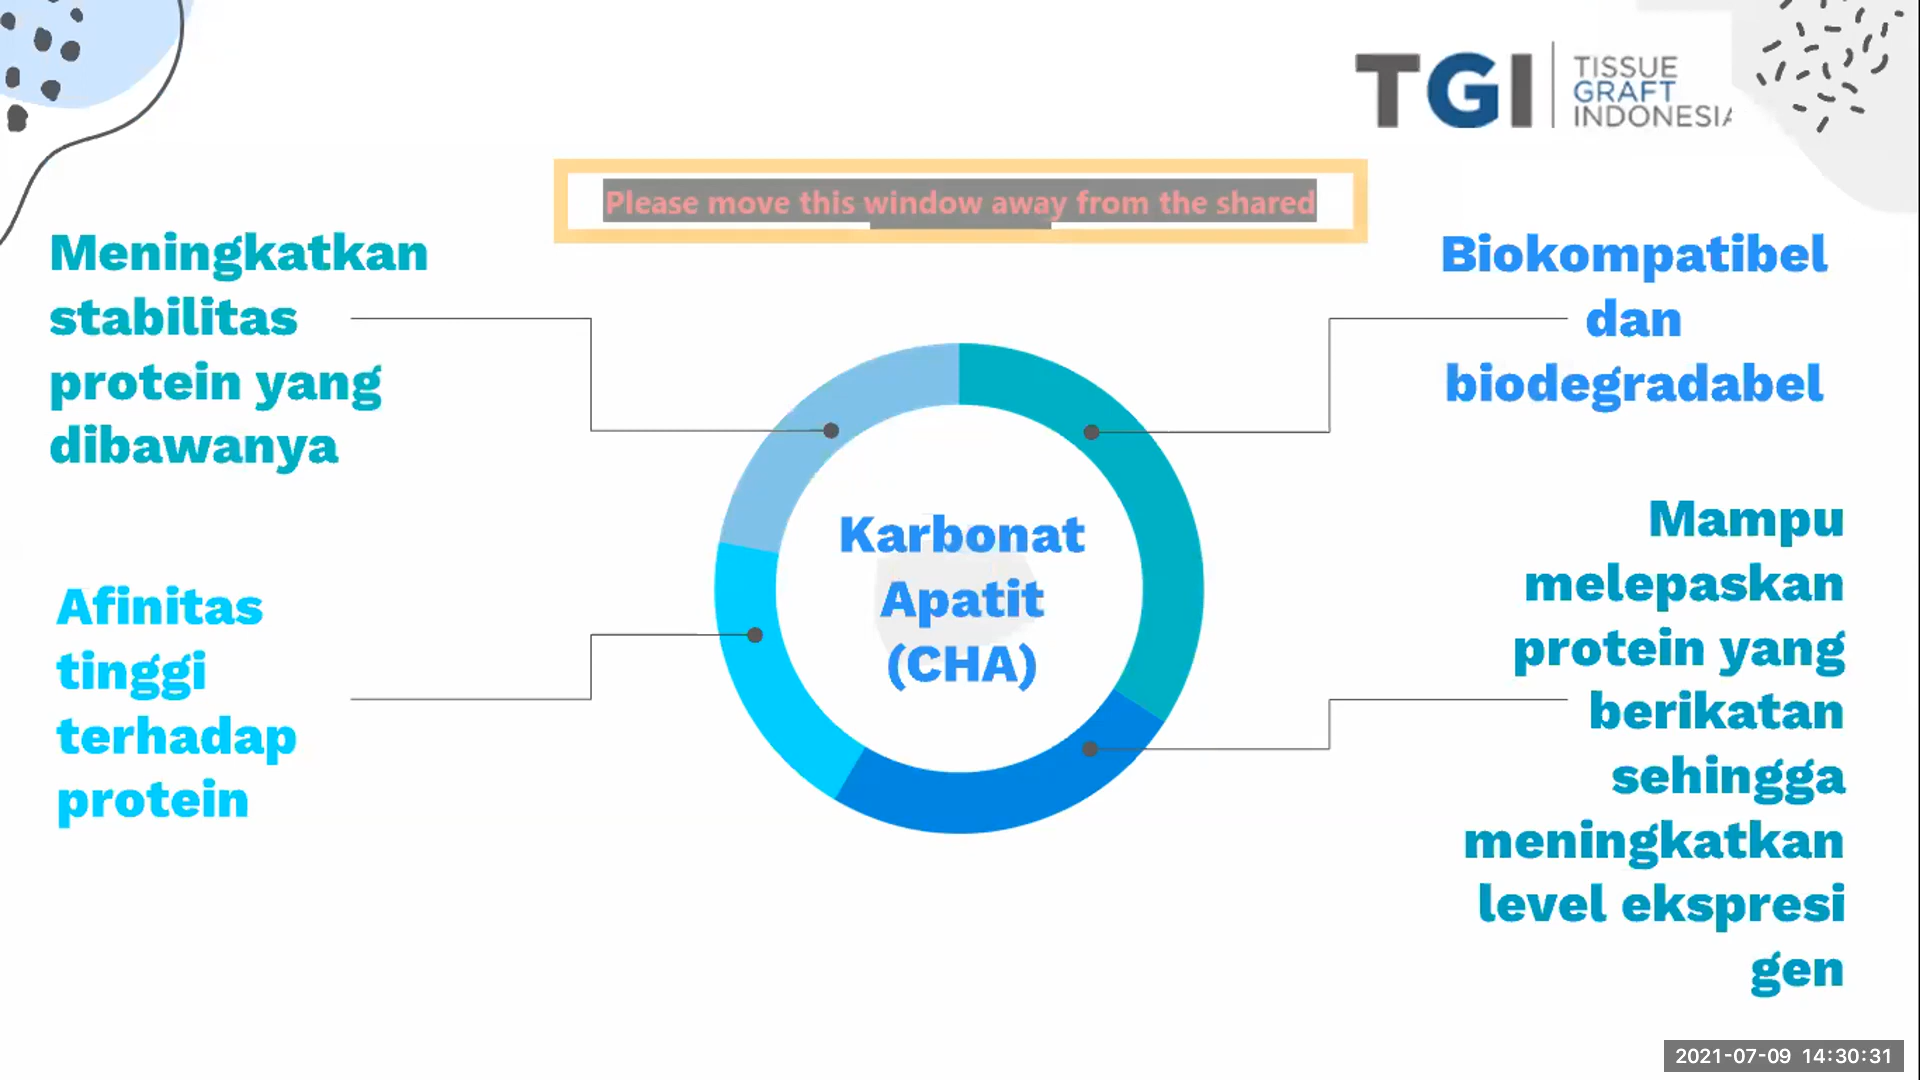 TGI
TISSUE
GRAFT
INDONESIA
Please move this window away from the shared
Meningkatkan
stabilitas
protein yang
dibawanya
Biokompatibel
dan
biodegradabel
Karbonat
Apatit
(CHA)
Afinitas
tinggi
terhadap
protein
Mampu
melepaskan
protein yang
berikatan
sehingga
meningkatkan
level ekspresi
gen
2021-07-09 14:30:31